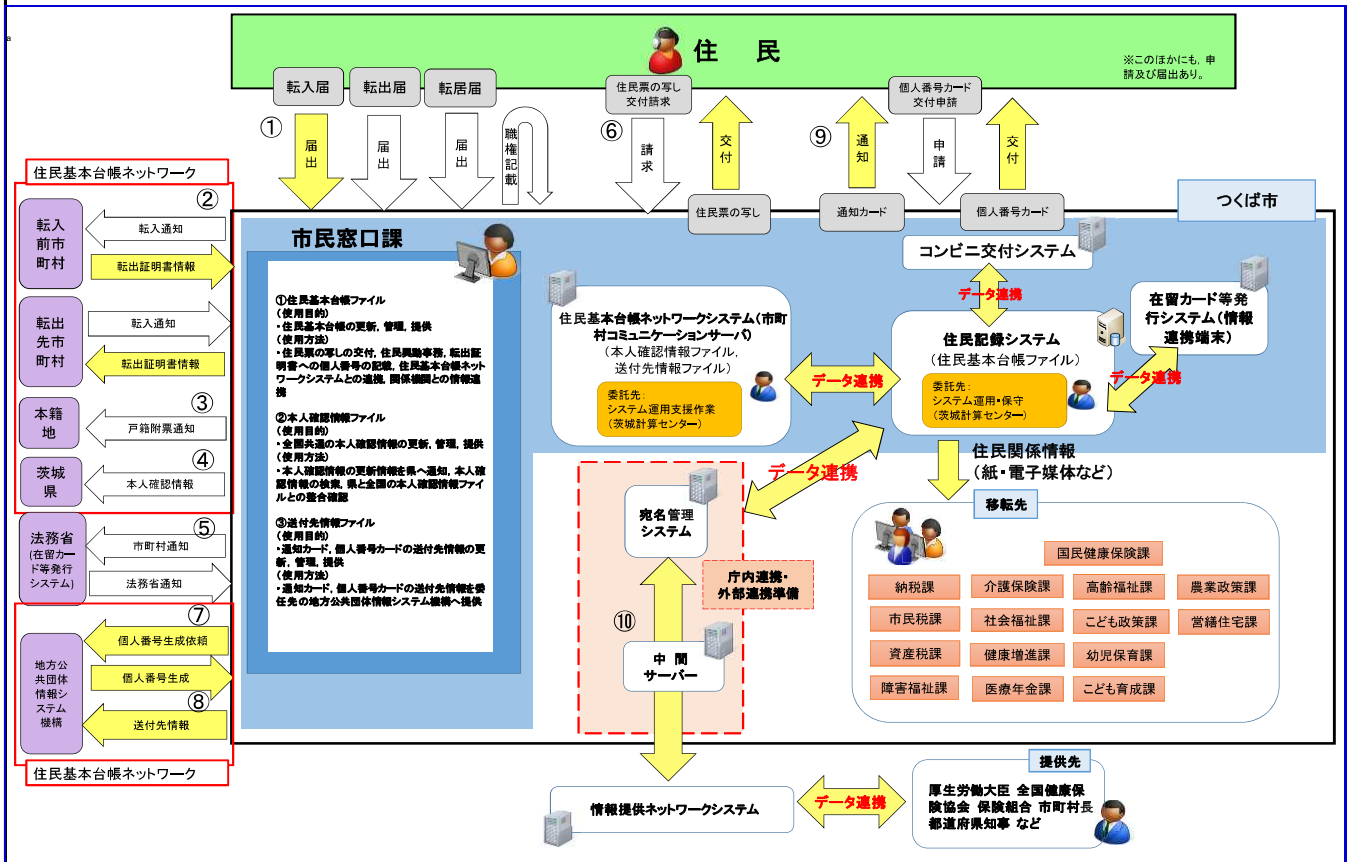 住　民
※このほかにも, 申
請及び届出あり。
転入届
転出届
転居届
住民票の写し
交付請求
個人番号カード
交付申請
①
届出
届出
届出
職権記載
⑥
請求
交付
⑨
通知
申請
交付
住民票の写し
通知カード
個人番号カード
つくば市
住民基本台帳ネットワーク
転入
前市
町村
②
転入通知
転出証明書情報
転出
先市
町村
転入通知
転出証明書情報
本籍
地
③
戸籍附票通知
茨城
県
④
本人確認情報
法務省
(在留カー
ド等発行
システム)
⑤
市町村通知
法務省通知
地方公
共団体
情報シ
ステム
機構
⑦
個人番号生成依頼
個人番号生成
⑧
送付先情報
住民基本台帳ネットワーク
市民窓口課
①住民基本台帳ファイル
(使用目的)
・住民基本台帳の更新, 管理, 提供
(使用方法)
・住民票の写しの交付, 住民異動事務, 転出証
明書への個人番号の記載, 住民基本台帳ネット
ワークシステムとの連携, 関係機関との情報連
携
②本人確認情報ファイル
(使用目的)
・全国共通の本人確認情報の更新, 管理, 提供
(使用方法)
・本人確認情報の更新情報を県へ通知, 本人確
認情報の検索, 県と全国の本人確認情報ファイ
ルとの整合確認
③送付先情報ファイル
(使用目的)
・通知カード, 個人番号カードの送付先情報の更
新, 管理, 提供
(使用方法)
・通知カード, 個人番号カードの送付先情報を委
任先の地方公共団体情報システム機構へ提供
コンビニ交付システム
データ連携
住民基本台帳ネットワークシステム(市町
村コミュニケーションサーバ)
(本人確認情報ファイル,
送付先情報ファイル)
委託先:
システム運用支援作業
(茨城計算センター)
データ連携
住民記録システム
(住民基本台帳ファイル)
委託先:
システム運用・保守
(茨城計算センター)
在留カード等発
行システム(情報
連携端末)
データ連携
データ連携
住民関係情報
(紙・電子媒体など)
宛名管理
システム
庁内連携・
外部連携準備
⑩
中 間
サーバー
移転先
国民健康保険課
納税課
介護保険課
高齢福祉課
農業政策課
市民税課
社会福祉課
こども政策課
営繕住宅課
資産税課
健康増進課
幼児保育課
障害福祉課
医療年金課
こども育成課
情報提供ネットワークシステム
データ連携
提供先
厚生労働大臣 全国健康保
険協会 保険組合 市町村長
都道府県知事 など